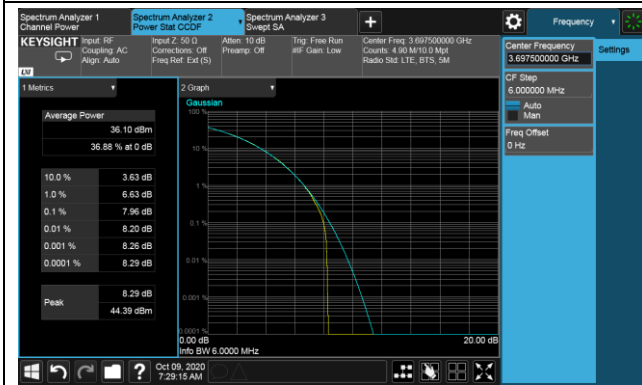 Spectrum Analyzer 1
Channel Power
Spectrum Analyzer 2
Power Stat CCDF
Spectrum Analyzer 3
Swept SA
+
Frequency
KEYSIGHT
Input: RF
Coupling: AC
Align: Auto
Input Z: 50 Ω
Corrections: Off
Freq Ref: Ext (S)
Atten: 10 dB
Preamp: Off
Trig: Free Run
#IF Gain: Low
Center Freq: 3.697500000 GHz
Counts: 4.90 M/10.0 Mpt
Radio Std: LTE, BTS, 5M
LXI
Center Frequency
3.697500000 GHz
Settings
CF Step
6.000000 MHz
Auto
Man
Freq Offset
0 Hz
1 Metrics
Average Power
36.10 dBm
36.88 % at 0 dB
10.0 % 3.63 dB
1.0 % 6.63 dB
0.1 % 7.96 dB
0.01 % 8.20 dB
0.001 % 8.26 dB
0.0001 % 8.29 dB
Peak
8.29 dB
44.39 dBm
2 Graph
Gaussian
100 %
10 %
1 %
0.1 %
0.01 %
0.001 %
0.0001 %
0.00 dB 20.00 dB
Info BW 6.0000 MHz
?
Oct 09, 2020
7:29:15 AM